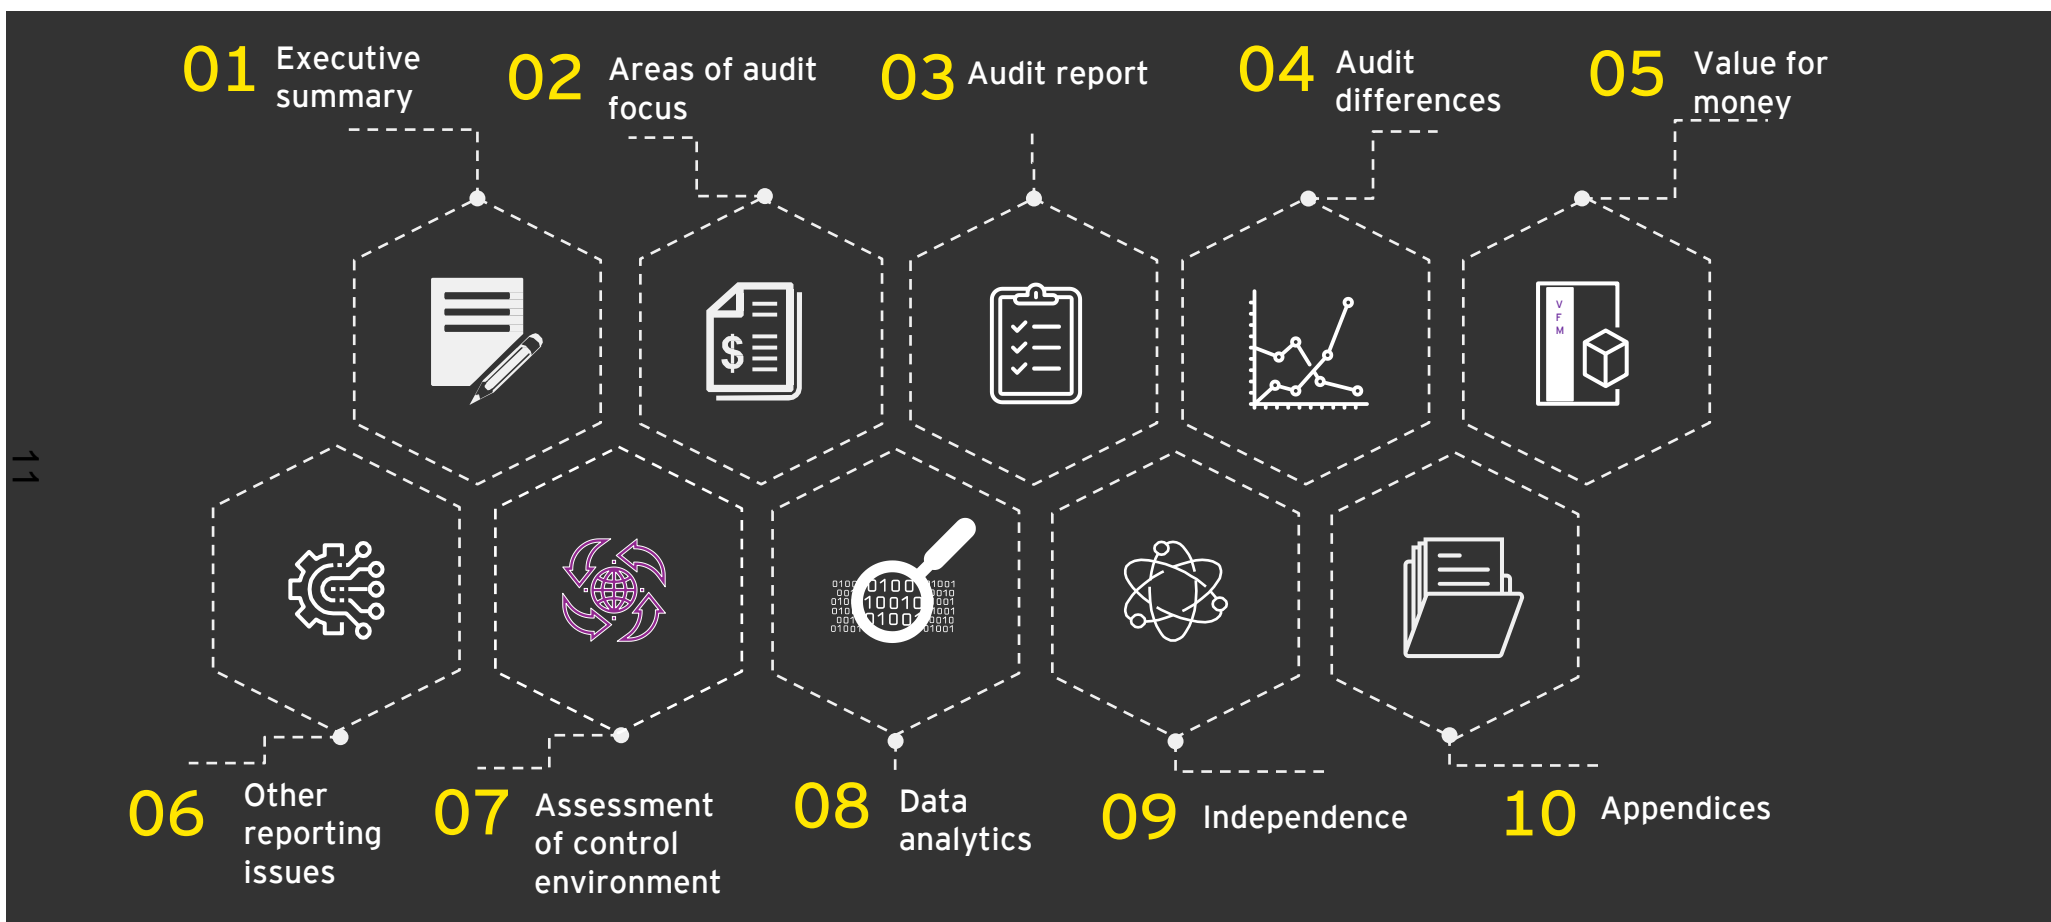 01 Executive
summary
02 Areas of audit
focus
03 Audit report
04 Audit
differences
05 Value for
money
$
V
F
M
11
06 Other
reporting
issues
07 Assessment
of control
environment
08 Data
analytics
09 Independence
10 Appendices